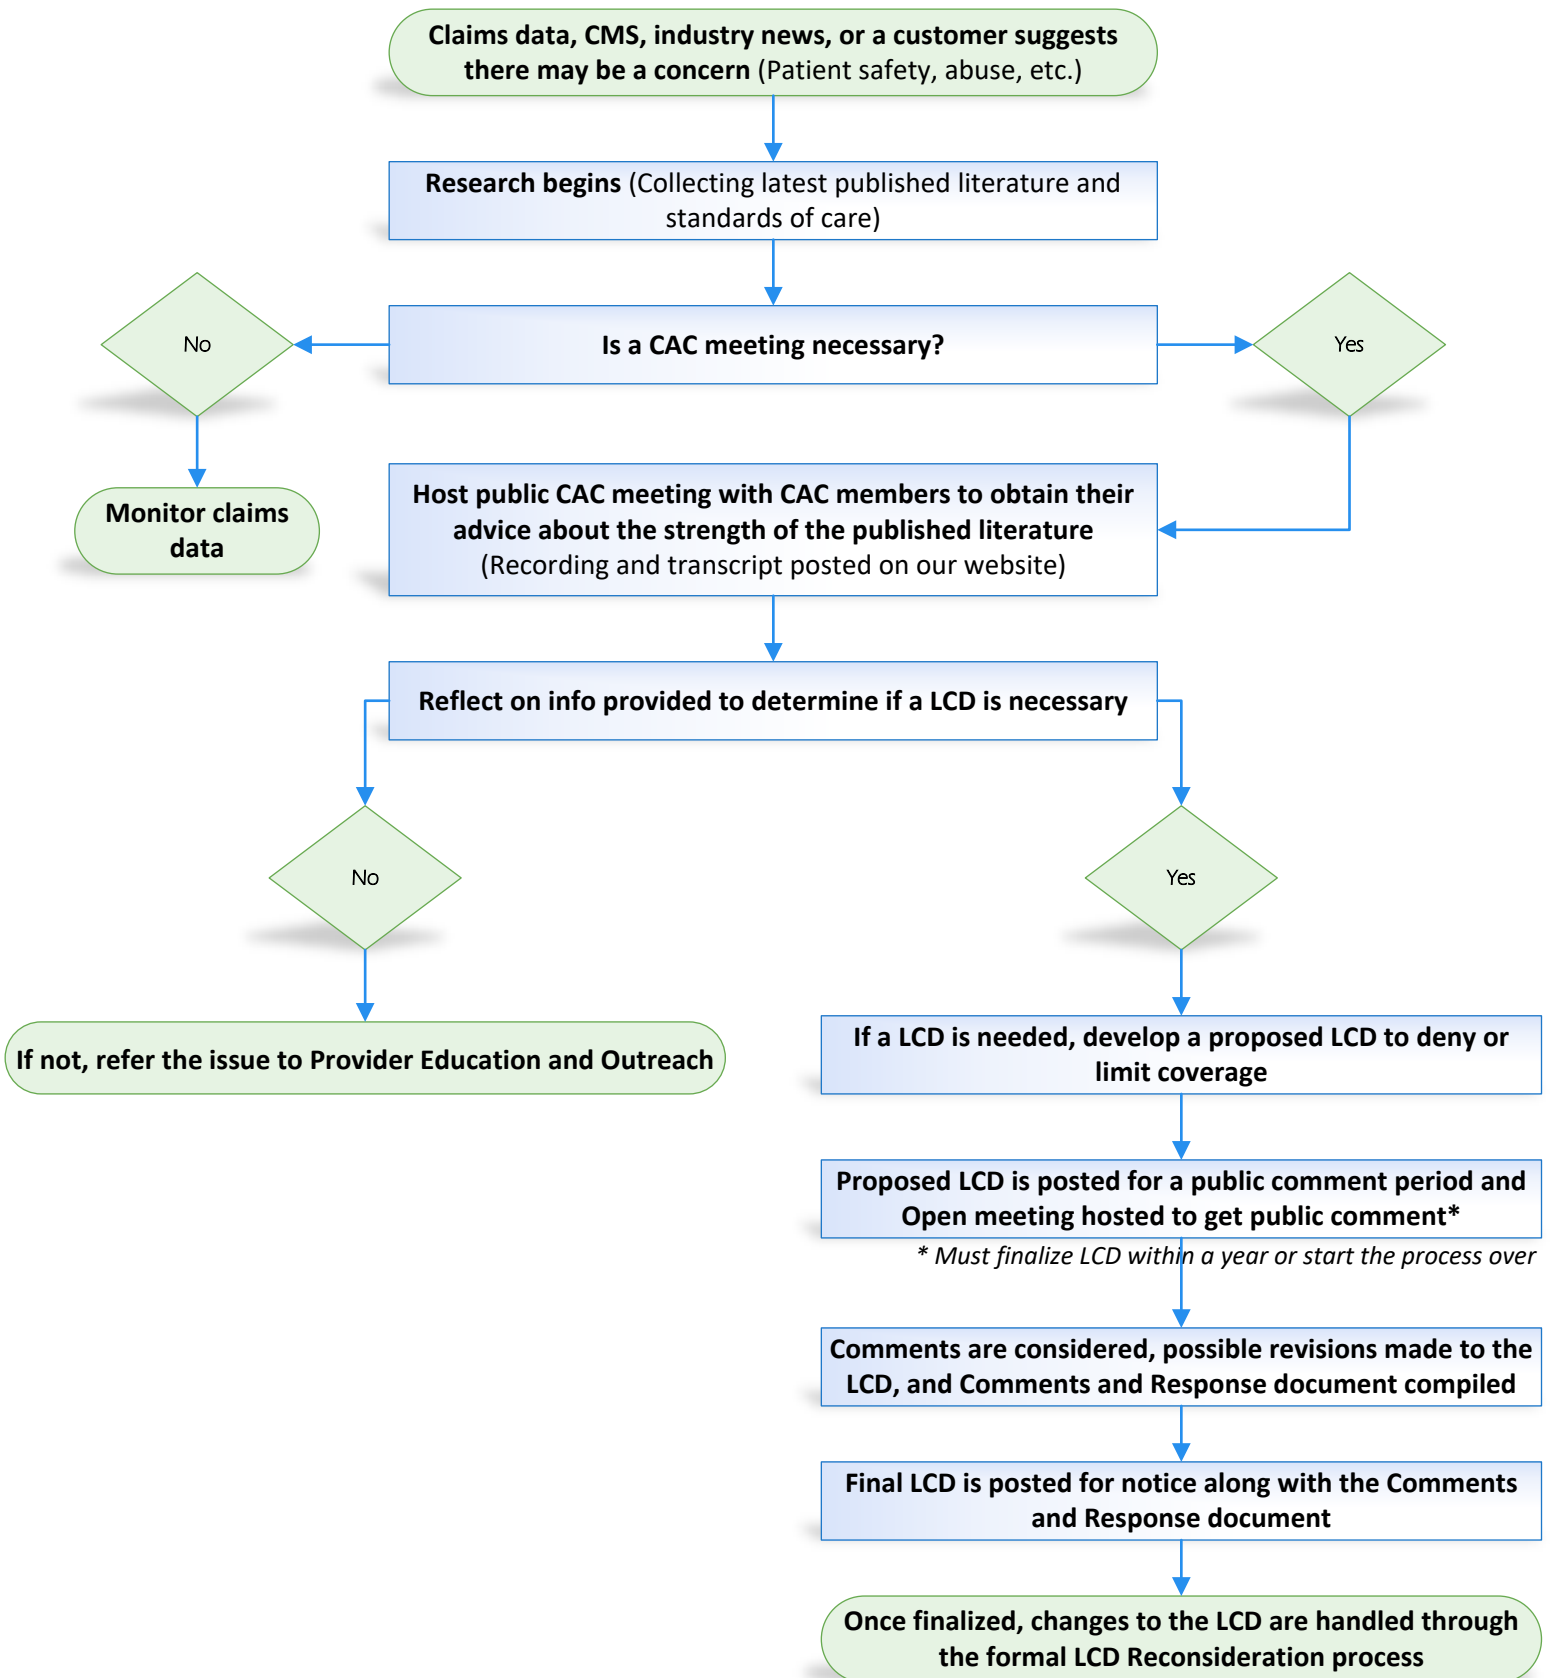 Claims data, CMS, industry news, or a customer suggests
there may be a concern (Patient safety, abuse, etc.)
Research begins (Collecting latest published literature and
standards of care)
No
Is a CAC meeting necessary?
Yes
Host public CAC meeting with CAC members to obtain their
advice about the strength of the published literature
(Recording and transcript posted on our website)
Monitor claims
data
Reflect on info provided to determine if a LCD is necessary
No
Yes
If not, refer the issue to Provider Education and Outreach
If a LCD is needed, develop a proposed LCD to deny or
limit coverage
Proposed LCD is posted for a public comment period and
Open meeting hosted to get public comment*
* Must finalize LCD within a year or start the process over
Comments are considered, possible revisions made to the
LCD, and Comments and Response document compiled
Final LCD is posted for notice along with the Comments
and Response document
Once finalized, changes to the LCD are handled through
the formal LCD Reconsideration process